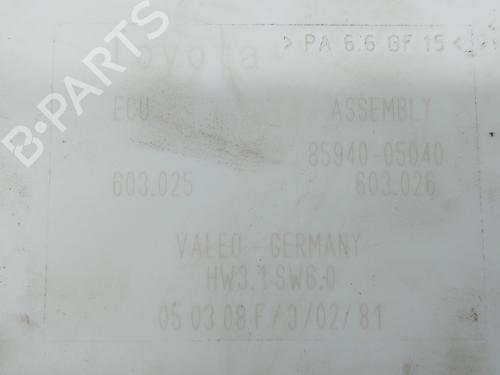 Toyota > PA 6.6 GF 15 <
ECU ASSEMBLY
85940-05040
603.025 603.026
VALEO - GERMANY
HW3.1 SW6.0
05 03 08 F / 3 / 02 / 81
B-PARTS